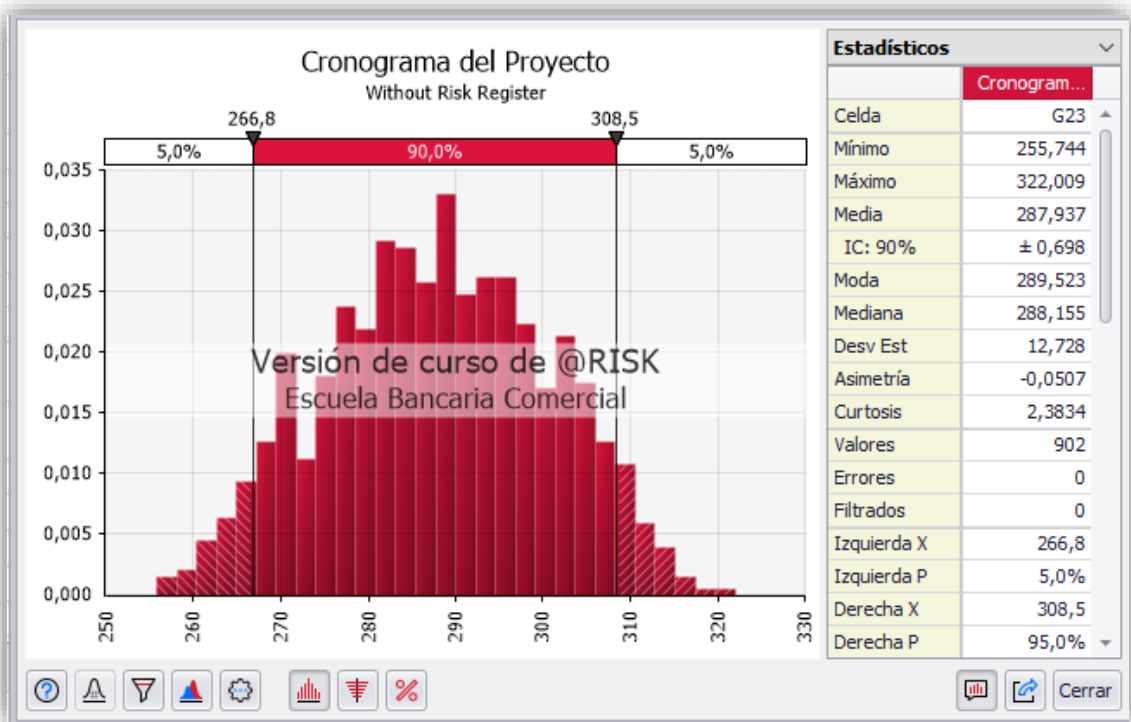 Cronograma del Proyecto
Without Risk Register
266,8 308,5
5,0% 90,0% 5,0%
0,035
0,030
0,025
0,020
0,015
0,010
0,005
0,000
250 260 270 280 290 300 310 320 330
Versión de curso de @RISK
Escuela Bancaria Comercial
Estadísticos
Cronogram...
Celda G23
Mínimo 255,744
Máximo 322,009
Media 287,937
IC: 90% ± 0,698
Moda 289,523
Mediana 288,155
Desv Est 12,728
Asimetría -0,0507
Curtosis 2,3834
Valores 902
Errores 0
Filtrados 0
Izquierda X 266,8
Izquierda P 5,0%
Derecha X 308,5
Derecha P 95,0%
Cerrar